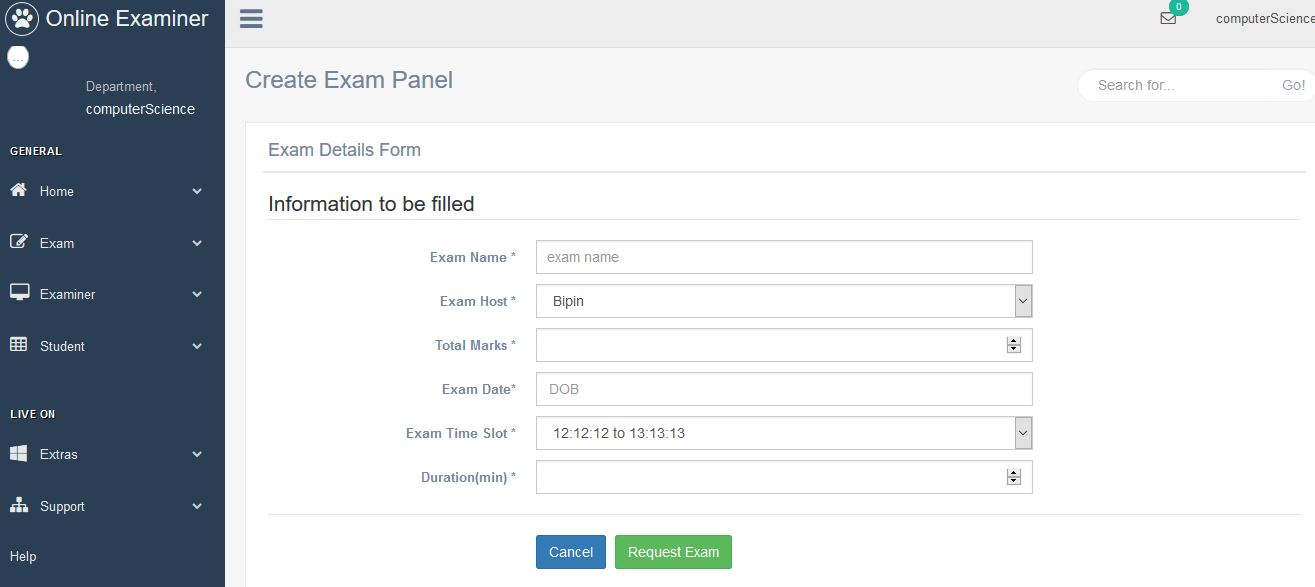 Online Examiner
0
computerScience
...
Department,
computerScience
GENERAL
Home
Exam
Examiner
Student
LIVE ON
Extras
Support
Help
Create Exam Panel
Search for...
Go!
Exam Details Form
Information to be filled
Exam Name * exam name
Exam Host * Bipin
Total Marks *
Exam Date* DOB
Exam Time Slot * 12:12:12 to 13:13:13
Duration(min) *
Cancel Request Exam